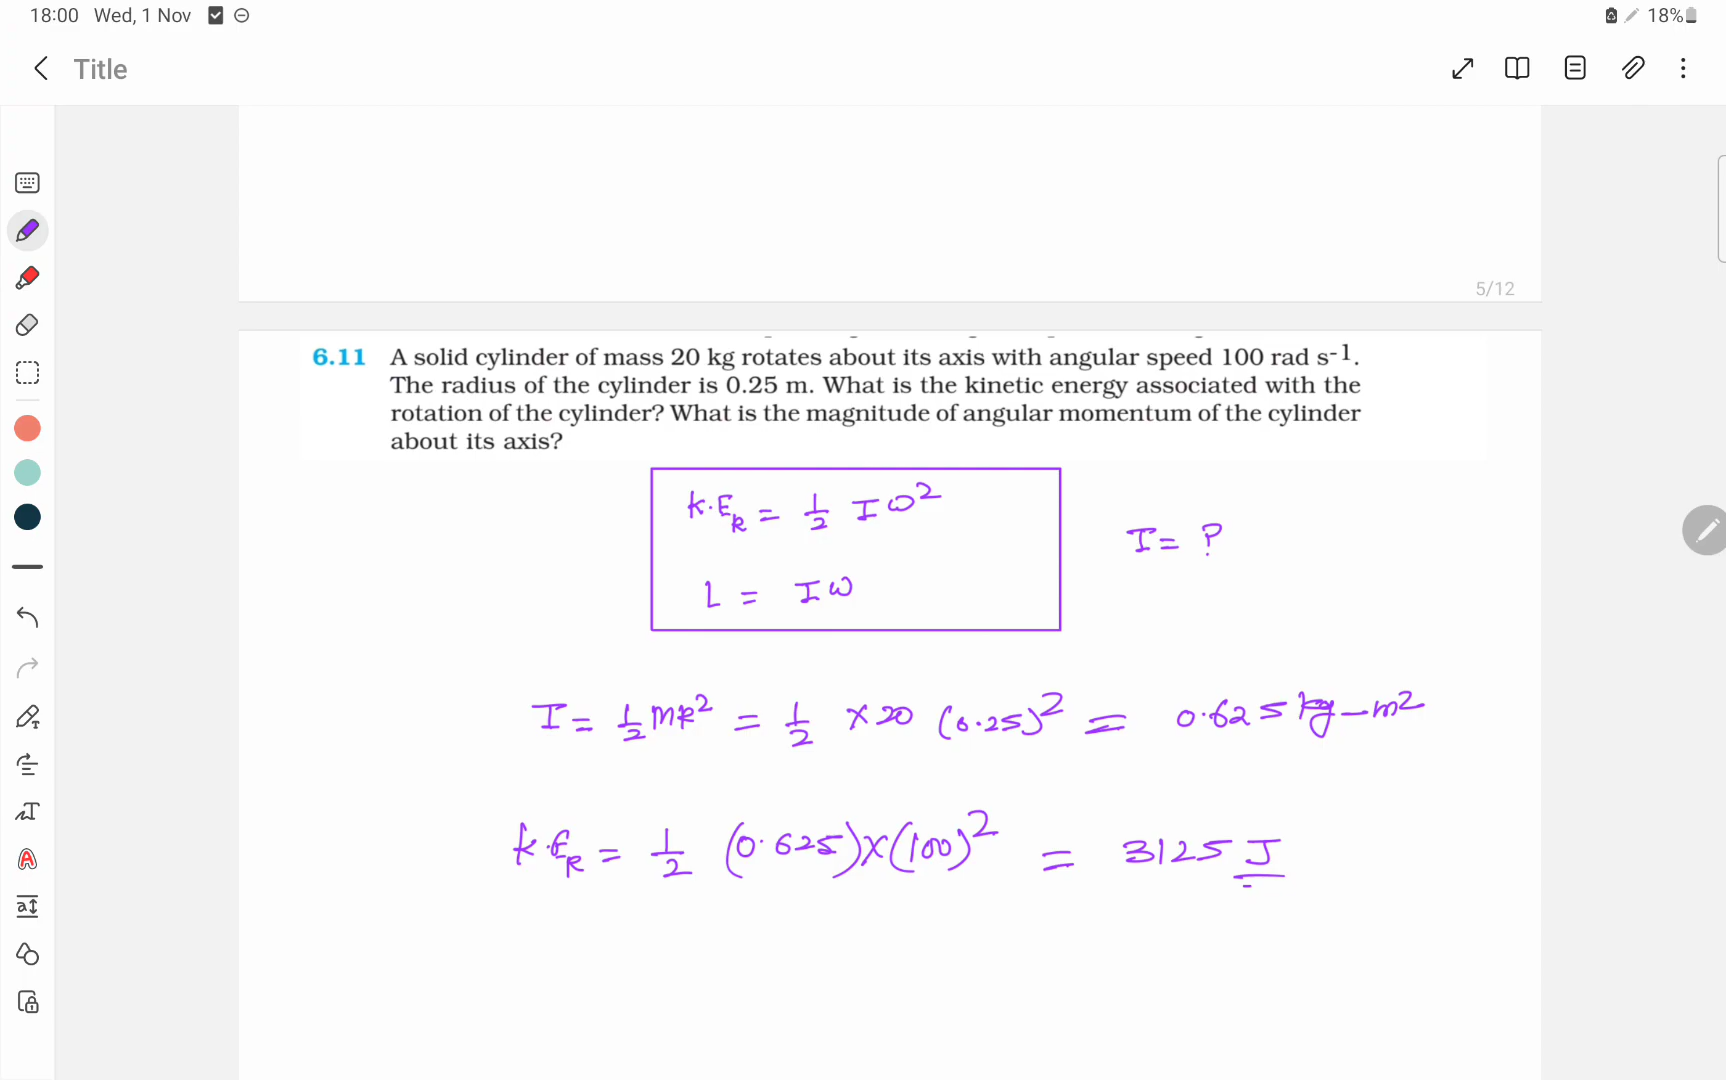 18:00 Wed, 1 Nov
18%
Title
5/12
6.11 A solid cylinder of mass 20 kg rotates about its axis with angular speed 100 rad s⁻¹.
The radius of the cylinder is 0.25 m. What is the kinetic energy associated with the
rotation of the cylinder? What is the magnitude of angular momentum of the cylinder
about its axis?
K.E_R = 1/2 I ω²
I = ?
L = I ω
I = 1/2 MR² = 1/2 × 20 (0.25)² = 0.625 kg-m²
K.E_R = 1/2 (0.625)×(100)² = 3125 J